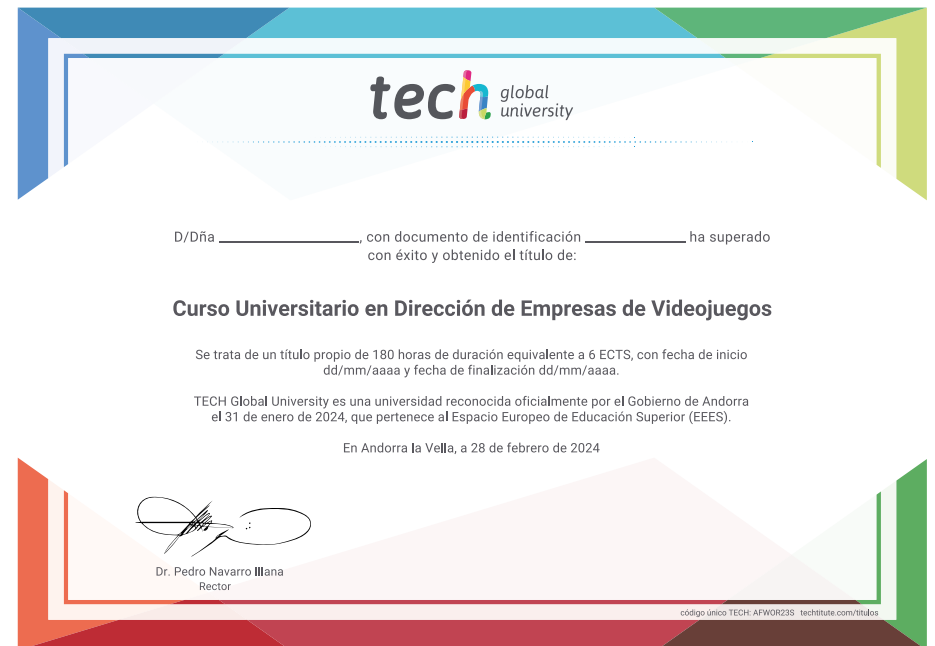 tech global university
D/Dña ____________________, con documento de identificación ______________ ha superado
con éxito y obtenido el título de:
Curso Universitario en Dirección de Empresas de Videojuegos
Se trata de un título propio de 180 horas de duración equivalente a 6 ECTS, con fecha de inicio
dd/mm/aaaa y fecha de finalización dd/mm/aaaa.
TECH Global University es una universidad reconocida oficialmente por el Gobierno de Andorra
el 31 de enero de 2024, que pertenece al Espacio Europeo de Educación Superior (EEES).
En Andorra la Vella, a 28 de febrero de 2024
Dr. Pedro Navarro Illana
Rector
código único TECH: AFWOR23S techtitute.com/titulos